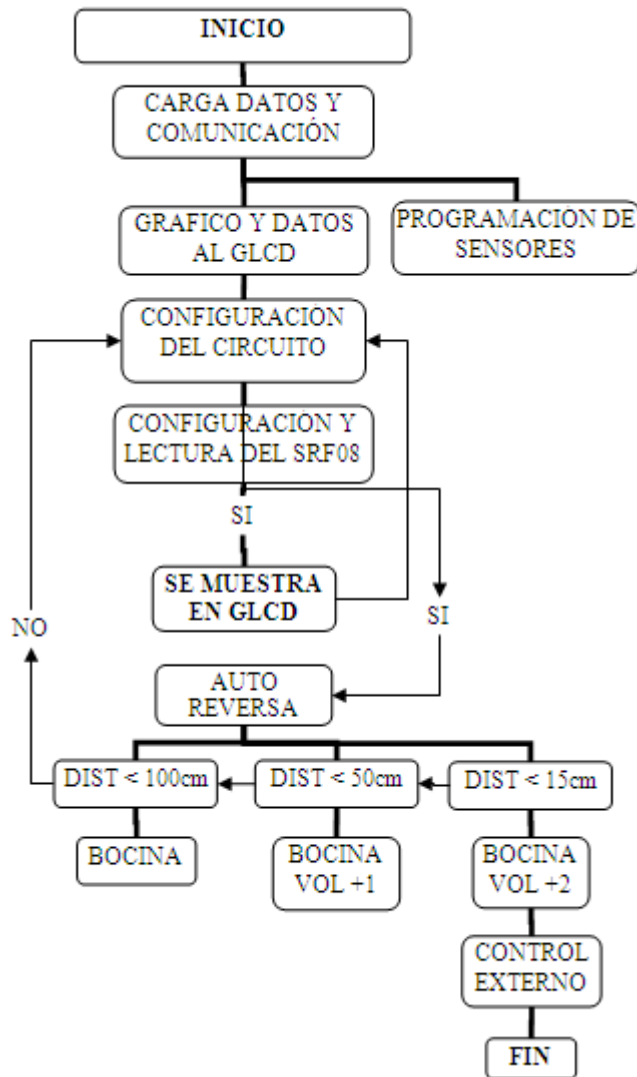 INICIO
CARGA DATOS Y
COMUNICACIÓN
GRAFICO Y DATOS
AL GLCD
PROGRAMACIÓN DE
SENSORES
CONFIGURACIÓN
DEL CIRCUITO
CONFIGURACIÓN Y
LECTURA DEL SRF08
SI
SE MUESTRA
EN GLCD
SI
NO
AUTO
REVERSA
DIST < 100cm
DIST < 50cm
DIST < 15cm
BOCINA
BOCINA
VOL +1
BOCINA
VOL +2
CONTROL
EXTERNO
FIN